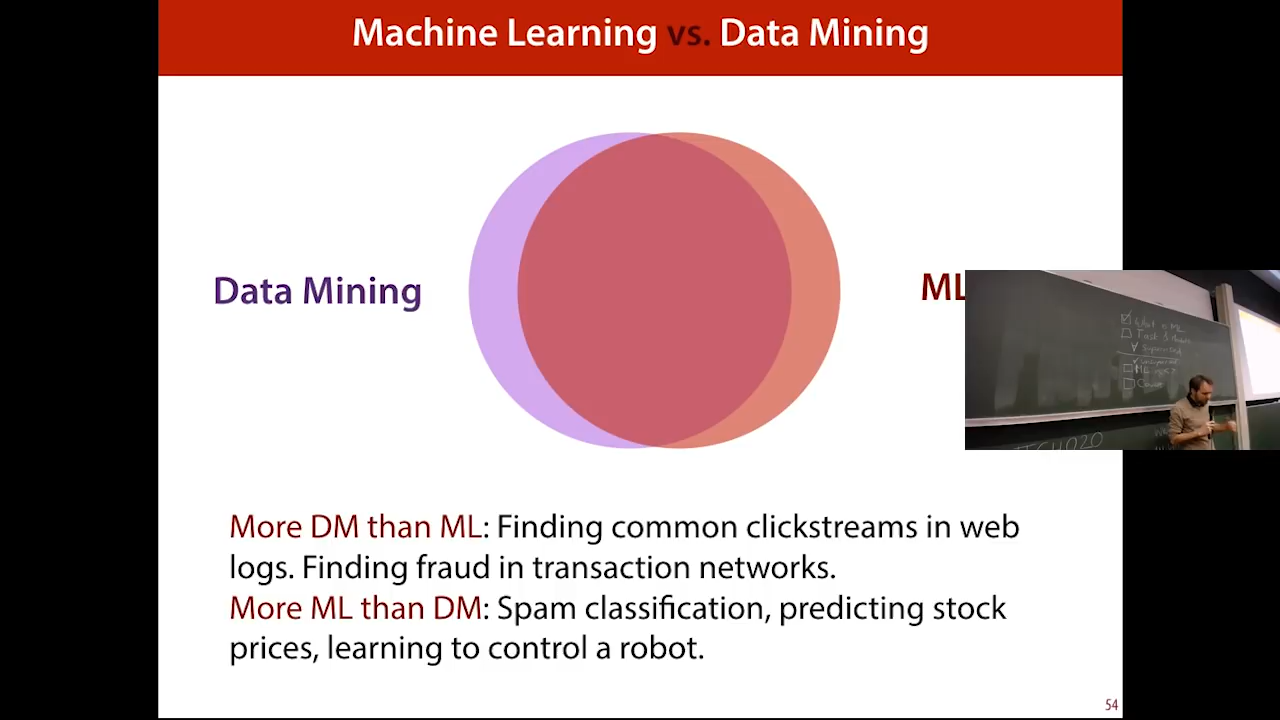 Machine Learning vs. Data Mining
Data Mining
ML
More DM than ML: Finding common clickstreams in web
logs. Finding fraud in transaction networks.
More ML than DM: Spam classification, predicting stock
prices, learning to control a robot.
54